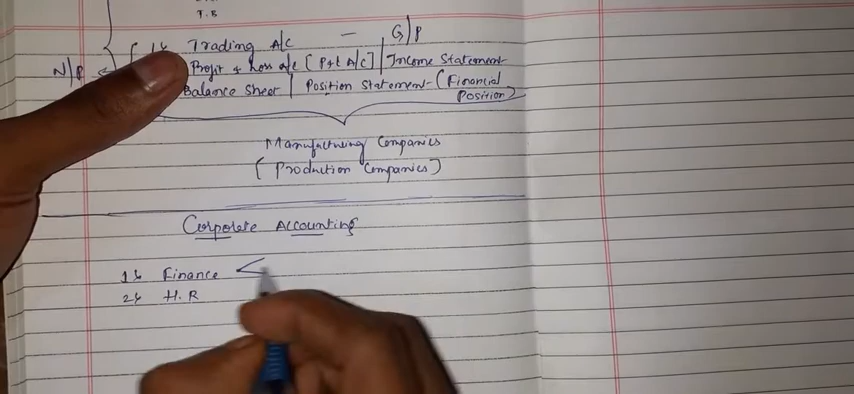 T.B
Trading A/c — G/P
N/P Profit + Loss a/c [P+L A/C] | Income Statement
Balance Sheet | Position Statement - (Financial
Position)
Manufacturing Companies
(Production Companies)
Corporate Accounting
1. Finance
2. H.R